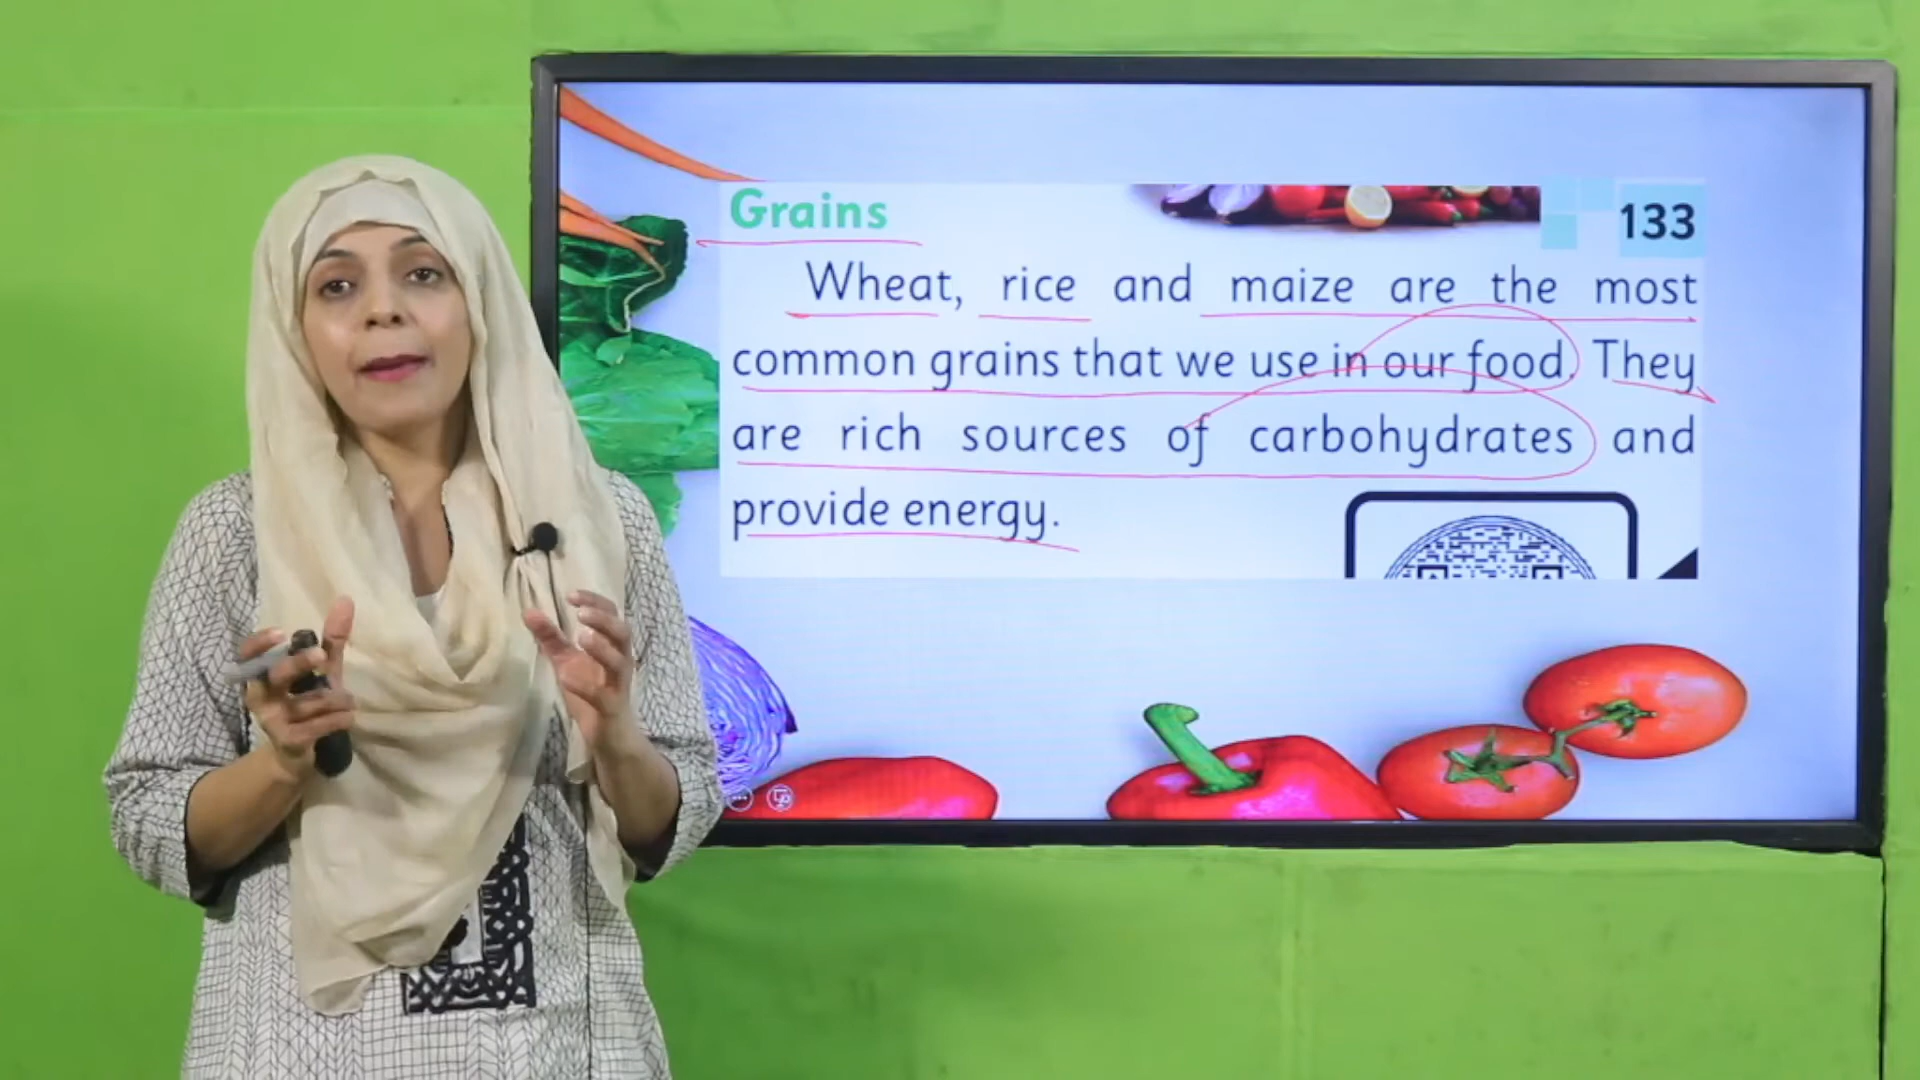 Grains
133
Wheat, rice and maize are the most
common grains that we use in our food. They
are rich sources of carbohydrates and
provide energy.